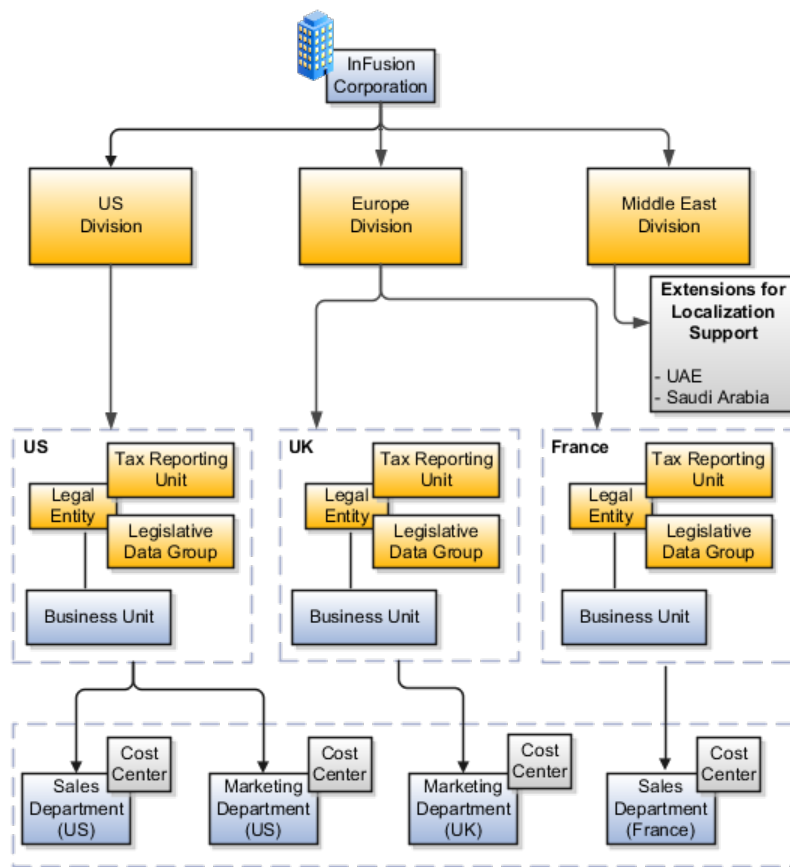 InFusion
Corporation
US
Division
Europe
Division
Middle East
Division
Extensions for
Localization
Support
- UAE
- Saudi Arabia
US
Tax Reporting
Unit
Legal
Entity
Legislative
Data Group
Business Unit
UK
Tax Reporting
Unit
Legal
Entity
Legislative
Data Group
Business Unit
France
Tax Reporting
Unit
Legal
Entity
Legislative
Data Group
Business Unit
Cost
Center
Sales
Department
(US)
Cost
Center
Marketing
Department
(US)
Cost
Center
Marketing
Department
(UK)
Cost
Center
Sales
Department
(France)